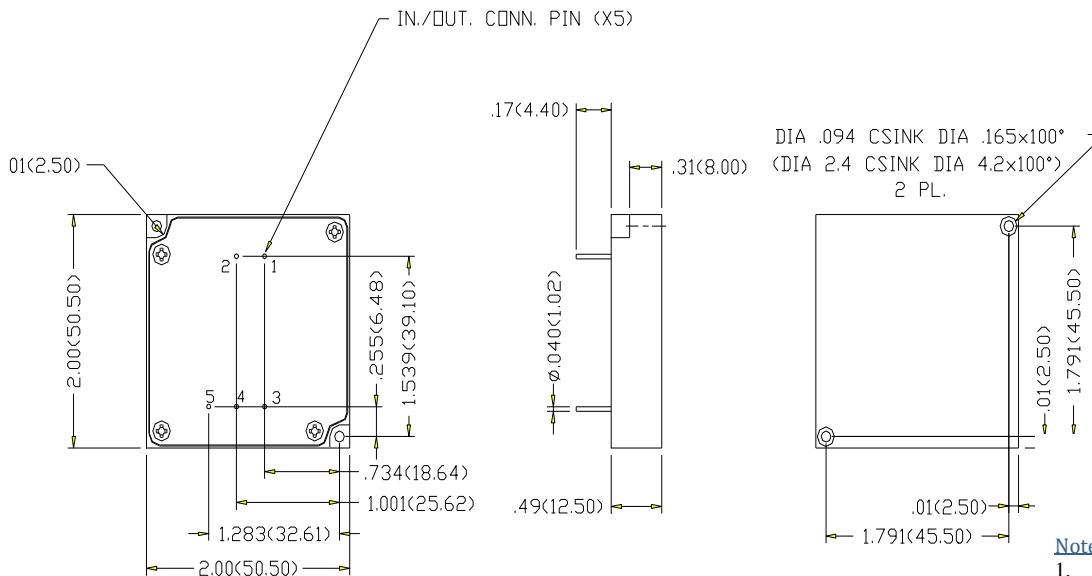 IN./OUT. CONN. PIN (X5)
.17(4.40)
DIA .094 CSINK DIA .165x100°
(DIA 2.4 CSINK DIA 4.2x100°)
2 PL.
01(2.50)
.31(8.00)
2 1
5 4 3
2.00(50.50)
.255(6.48)
1.539(39.10)
ø.040(1.02)
.01(2.50)
1.791(45.50)
.734(18.64)
1.001(25.62)
1.283(32.61)
2.00(50.50)
.49(12.50)
.01(2.50)
1.791(45.50)
Note
1.